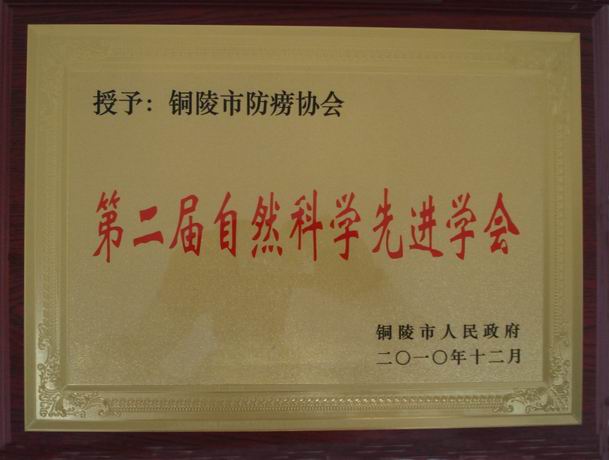 授予：铜陵市防痨协会
第二届自然科学先进学会
铜陵市人民政府
二〇一〇年十二月